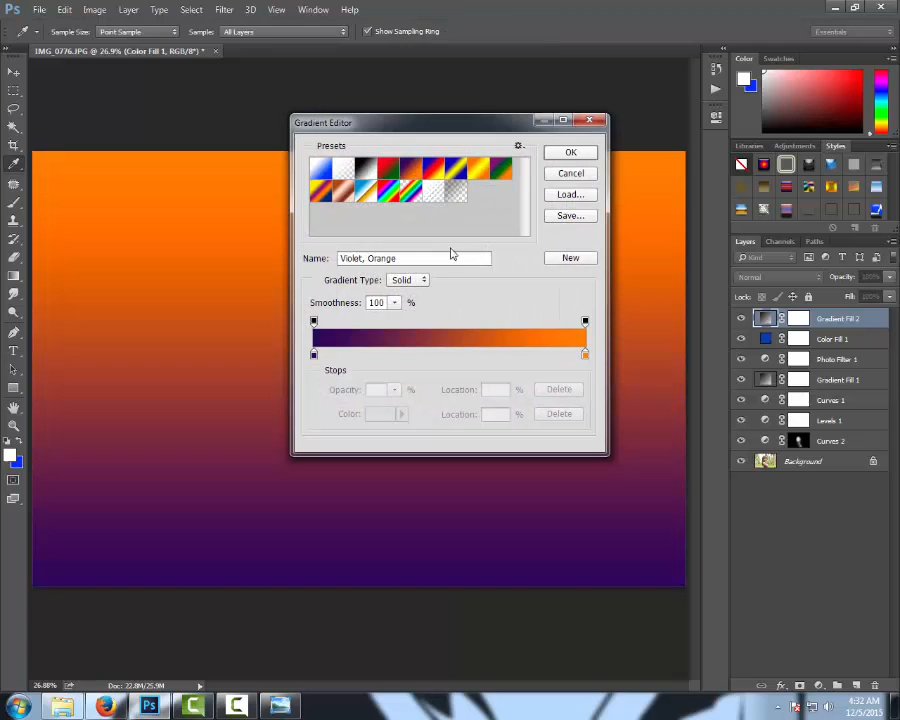 Ps File Edit Image Layer Type Select Filter 3D View Window Help
Sample Size: Point Sample Sample: All Layers Show Sampling Ring Essentials
IMG_0776.JPG @ 26.9% (Color Fill 1, RGB/8*) * ×
Color Swatches
Gradient Editor
Presets
OK
Cancel
Load...
Save...
Name: Violet, Orange
New
Gradient Type: Solid
Smoothness: 100 %
Stops
Opacity: % Location: % Delete
Color: Location: % Delete
Libraries Adjustments Styles
Layers Channels Paths
Kind
Normal Opacity: 100%
Lock: Fill: 100%
Gradient Fill 2
Color Fill 1
Photo Filter 1
Gradient Fill 1
Curves 1
Levels 1
Curves 2
Background
26.88% Doc: 22.8M/25.9M
Ps
4:32 AM
12/5/2015